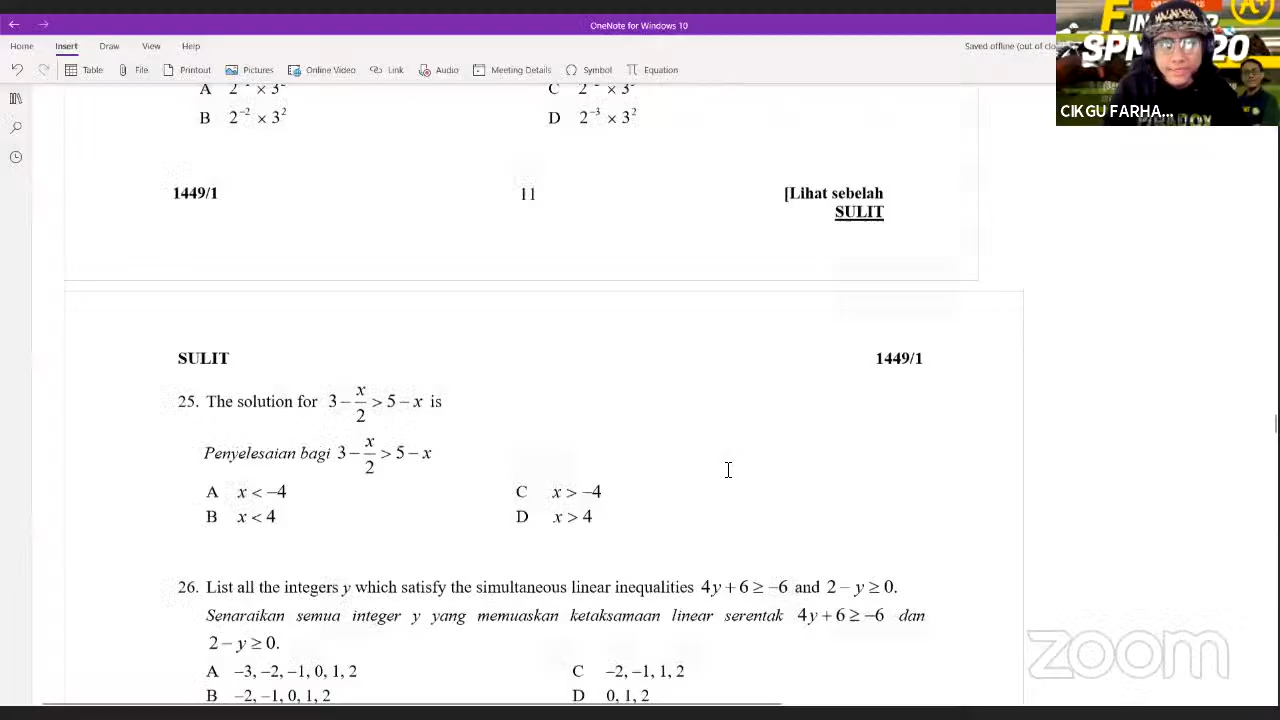 OneNote for Windows 10
Home Insert Draw View Help
Saved offline (out of
Table File Printout Pictures Online Video Link Audio Meeting Details Symbol Equation
CIKGU FARHA...
B 2⁻² × 3²
D 2⁻³ × 3²
1449/1 11 [Lihat sebelah
SULIT
SULIT 1449/1
25. The solution for 3 − x/2 > 5 − x is
Penyelesaian bagi 3 − x/2 > 5 − x
A x < −4 C x > −4
B x < 4 D x > 4
26. List all the integers y which satisfy the simultaneous linear inequalities 4y + 6 ≥ −6 and 2 − y ≥ 0.
Senaraikan semua integer y yang memuaskan ketaksamaan linear serentak 4y + 6 ≥ −6 dan
2 − y ≥ 0.
A −3, −2, −1, 0, 1, 2 C −2, −1, 1, 2
B −2, −1, 0, 1, 2 D 0, 1, 2
zoom